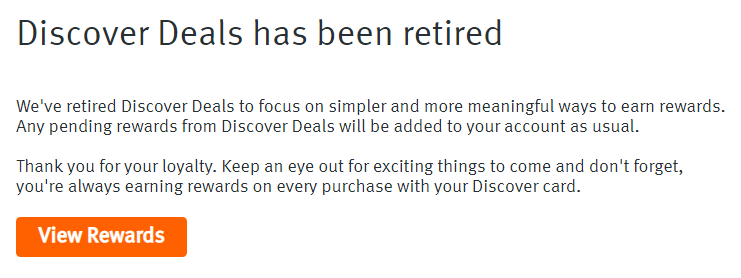 Discover Deals has been retired
We've retired Discover Deals to focus on simpler and more meaningful ways to earn rewards.
Any pending rewards from Discover Deals will be added to your account as usual.
Thank you for your loyalty. Keep an eye out for exciting things to come and don't forget,
you're always earning rewards on every purchase with your Discover card.
View Rewards